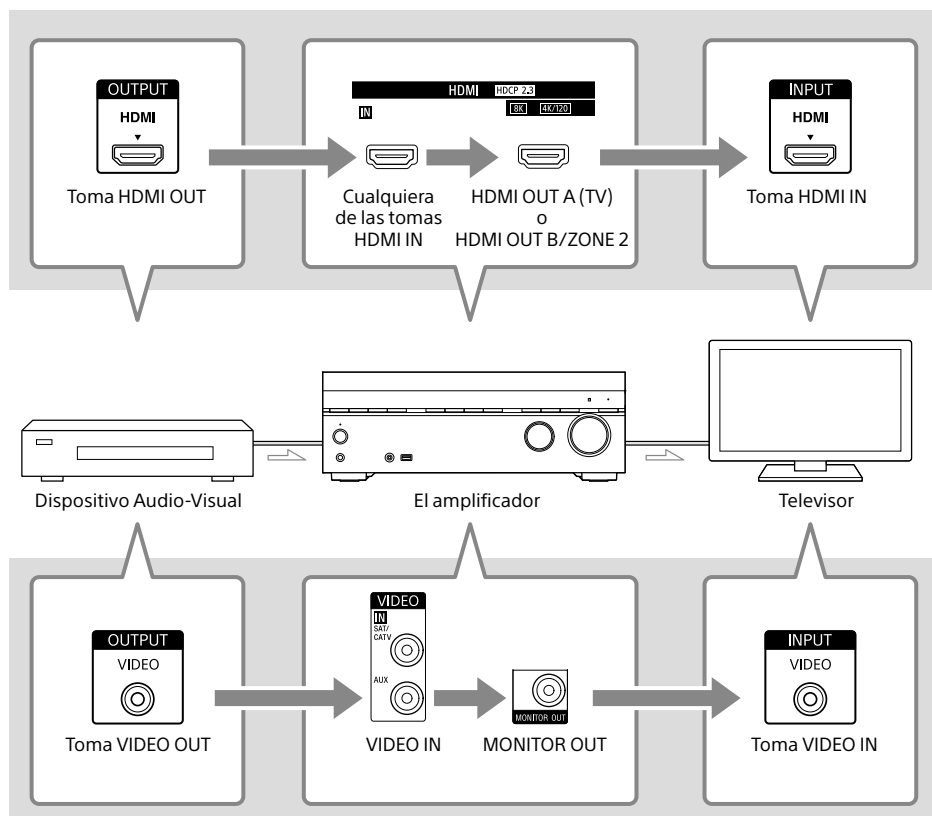 OUTPUT
HDMI
Toma HDMI OUT
HDMI HDCP 2.3
IN
8K 4K/120
Cualquiera
de las tomas
HDMI IN
HDMI OUT A (TV)
o
HDMI OUT B/ZONE 2
INPUT
HDMI
Toma HDMI IN
Dispositivo Audio-Visual
El amplificador
Televisor
OUTPUT
VIDEO
Toma VIDEO OUT
VIDEO
IN
SAT/
CATV
AUX
VIDEO IN
MONITOR OUT
MONITOR OUT
INPUT
VIDEO
Toma VIDEO IN